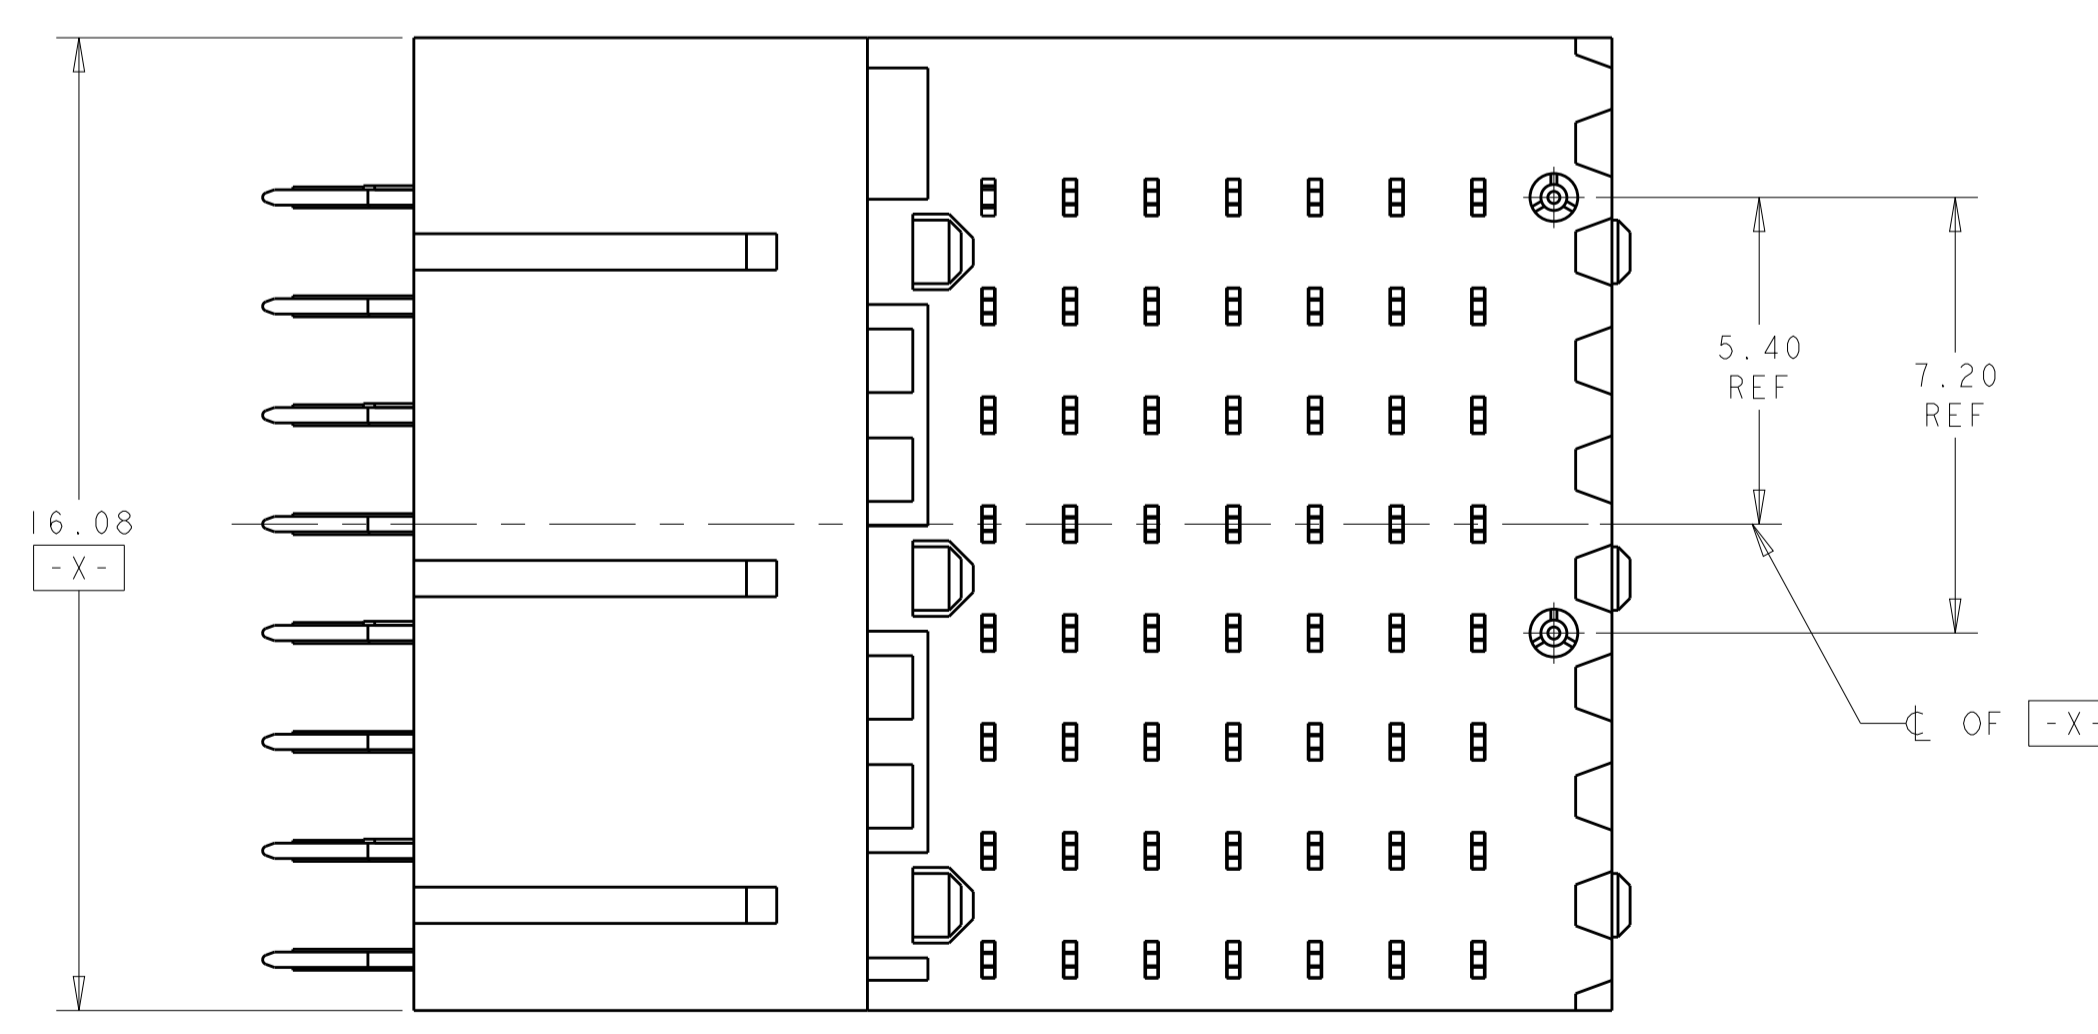 16.08
-X-
5.40
REF
7.20
REF
℄ OF -X-